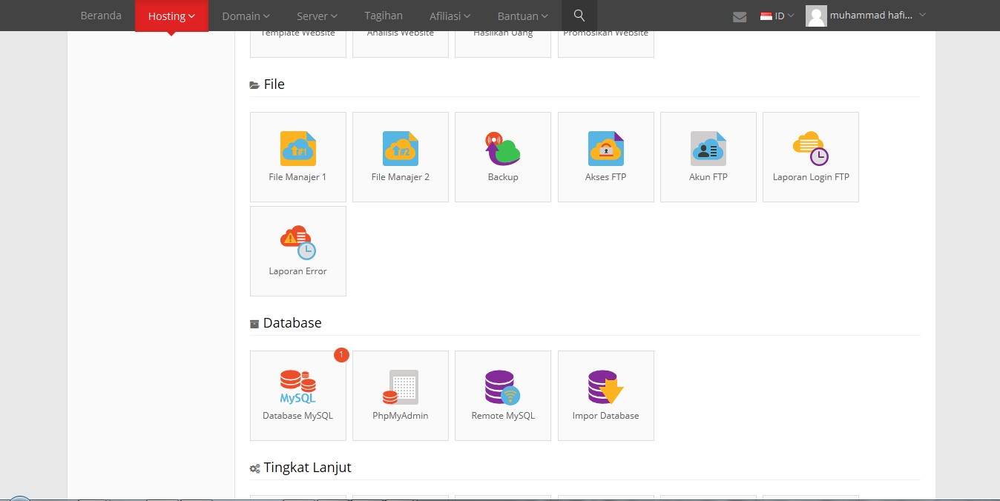 Beranda
Hosting
Domain
Server
Tagihan
Afiliasi
Bantuan
ID
muhammad hafi...
Template Website
Analisis Website
Hasilkan Uang
Promosikan Website
File
#1
File Manajer 1
#2
File Manajer 2
Backup
Akses FTP
Akun FTP
Laporan Login FTP
Laporan Error
Database
1
MySQL
Database MySQL
PhpMyAdmin
Remote MySQL
Impor Database
Tingkat Lanjut